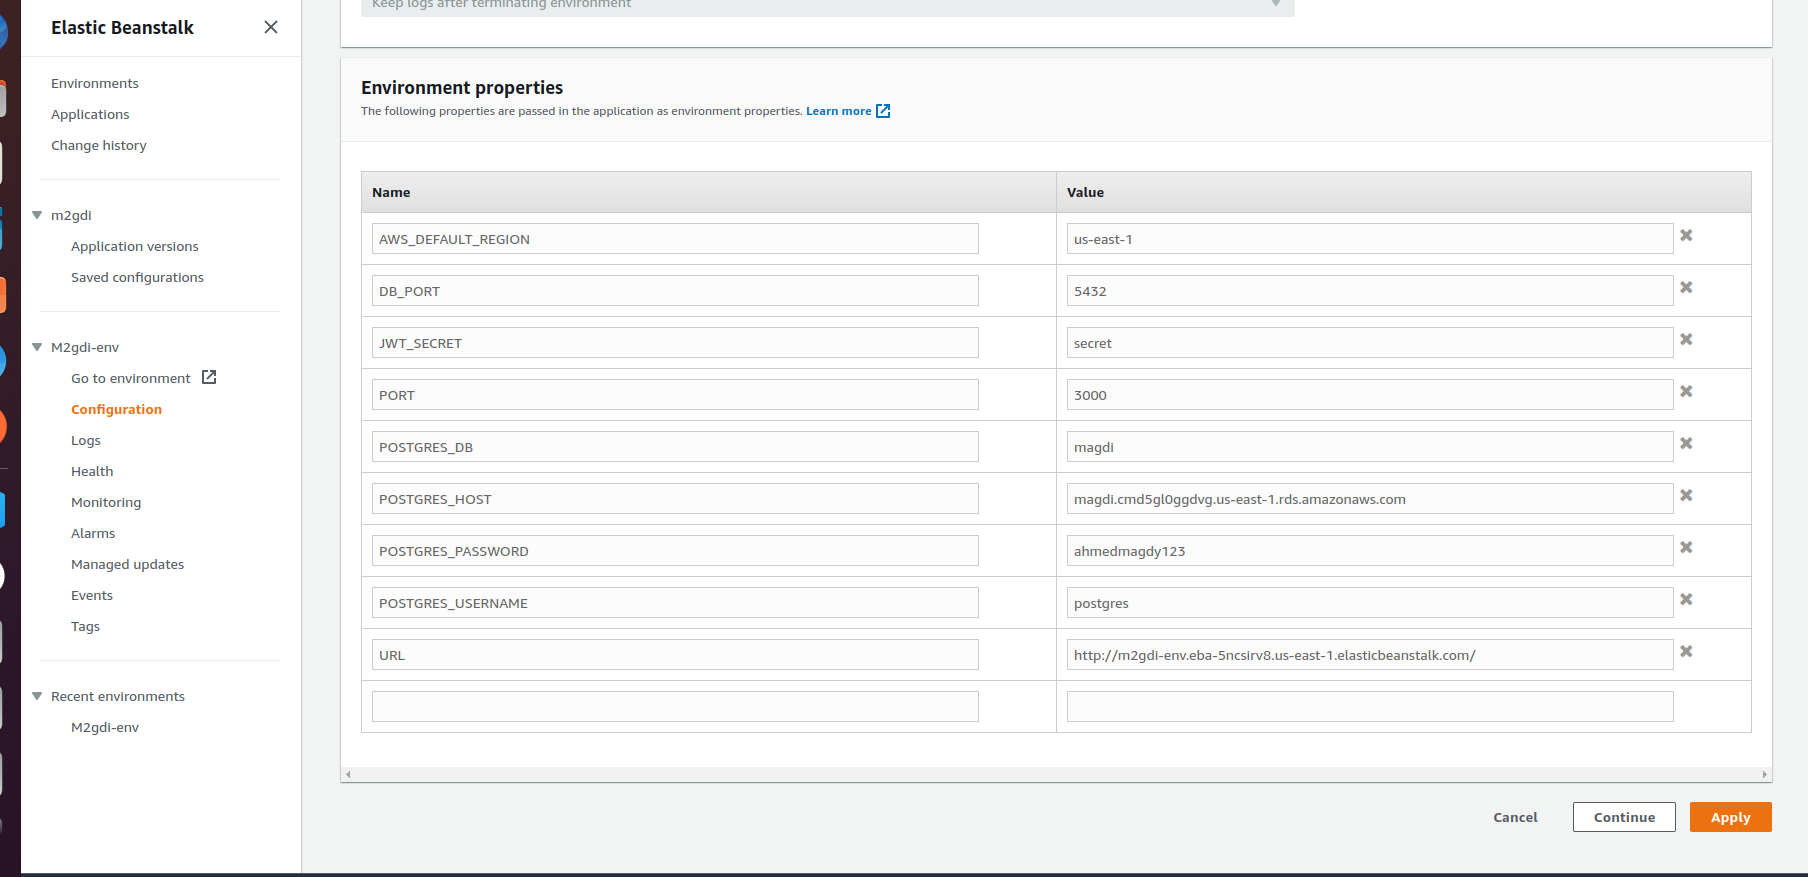 Elastic Beanstalk
Environments
Applications
Change history
m2gdi
Application versions
Saved configurations
M2gdi-env
Go to environment
Configuration
Logs
Health
Monitoring
Alarms
Managed updates
Events
Tags
Recent environments
M2gdi-env
Keep logs after terminating environment
Environment properties
The following properties are passed in the application as environment properties. Learn more
Name Value
AWS_DEFAULT_REGION us-east-1
DB_PORT 5432
JWT_SECRET secret
PORT 3000
POSTGRES_DB magdi
POSTGRES_HOST magdi.cmd5gl0ggdvg.us-east-1.rds.amazonaws.com
POSTGRES_PASSWORD ahmedmagdy123
POSTGRES_USERNAME postgres
URL http://m2gdi-env.eba-5ncsirv8.us-east-1.elasticbeanstalk.com/
Cancel Continue Apply